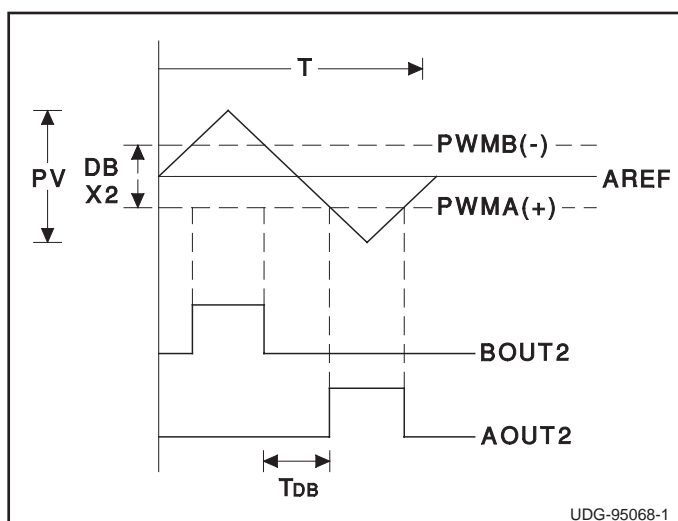 T
PWMB(-)
PV
DB
X2
AREF
PWMA(+)
BOUT2
AOUT2
TDB
UDG-95068-1